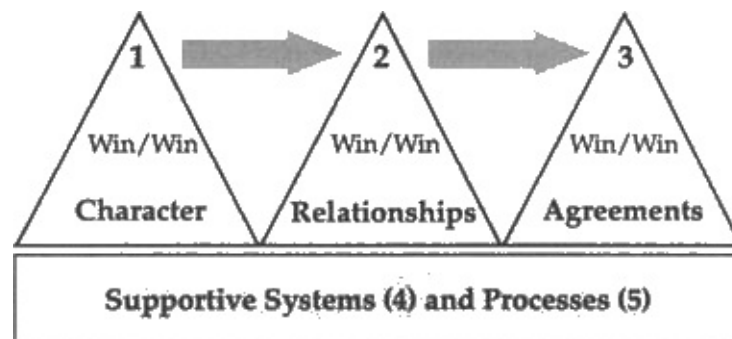 1 2 3
Win/Win Win/Win Win/Win
Character Relationships Agreements
Supportive Systems (4) and Processes (5)